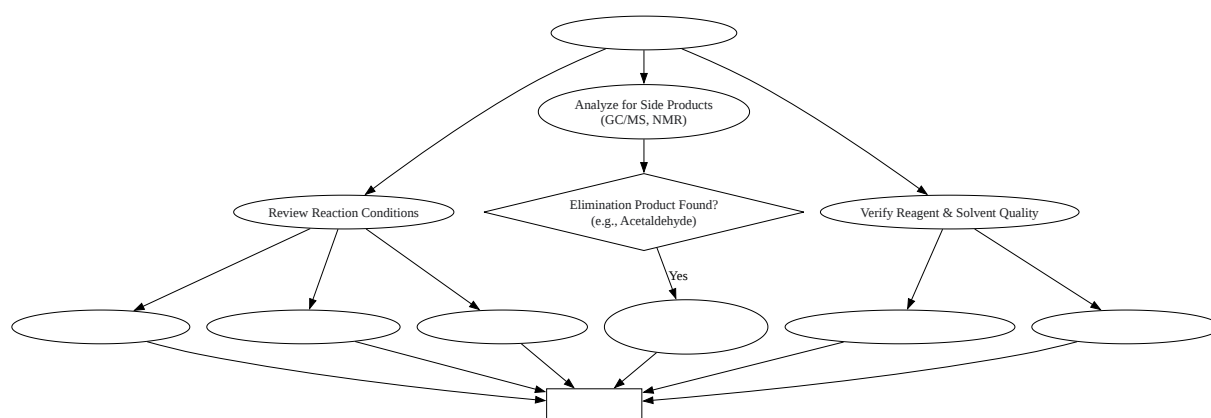 Analyze for Side Products
(GC/MS, NMR)
Review Reaction Conditions
Elimination Product Found?
(e.g., Acetaldehyde)
Verify Reagent & Solvent Quality
Yes